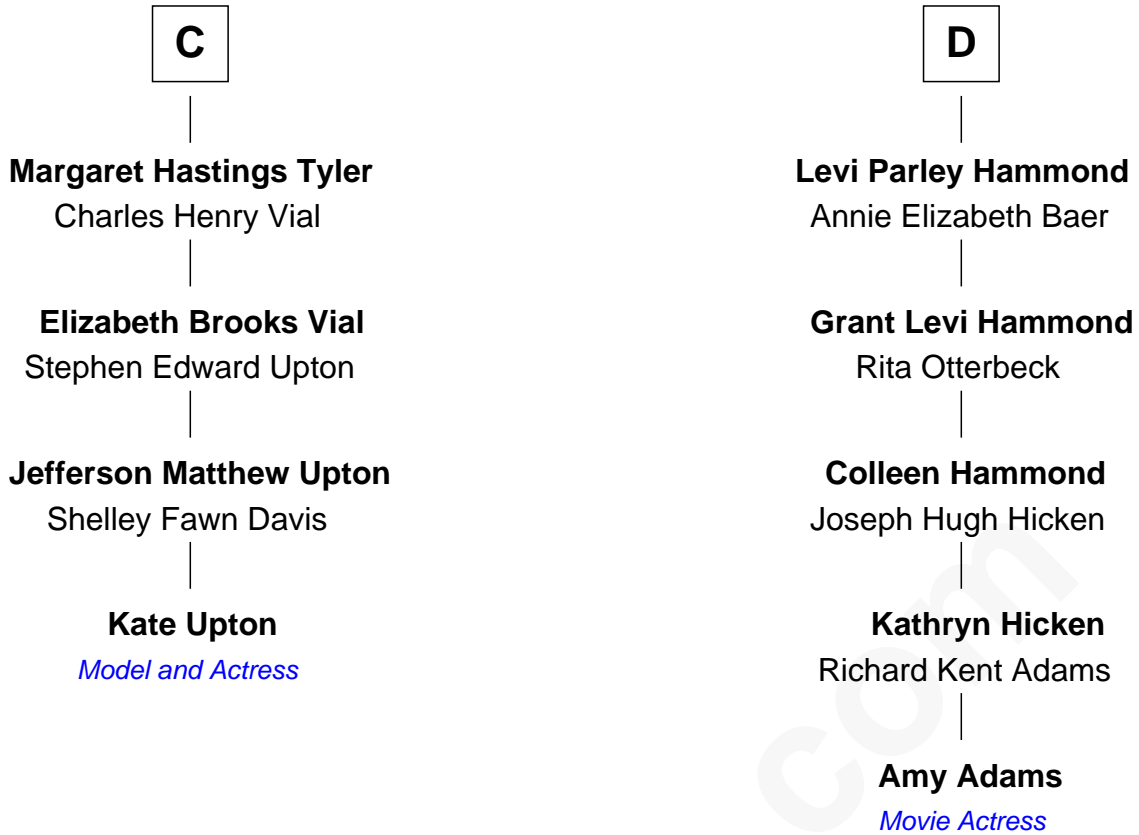 C
Margaret Hastings Tyler
Charles Henry Vial
Elizabeth Brooks Vial
Stephen Edward Upton
Jefferson Matthew Upton
Shelley Fawn Davis
Kate Upton
Model and Actress
D
Levi Parley Hammond
Annie Elizabeth Baer
Grant Levi Hammond
Rita Otterbeck
Colleen Hammond
Joseph Hugh Hicken
Kathryn Hicken
Richard Kent Adams
Amy Adams
Movie Actress
com